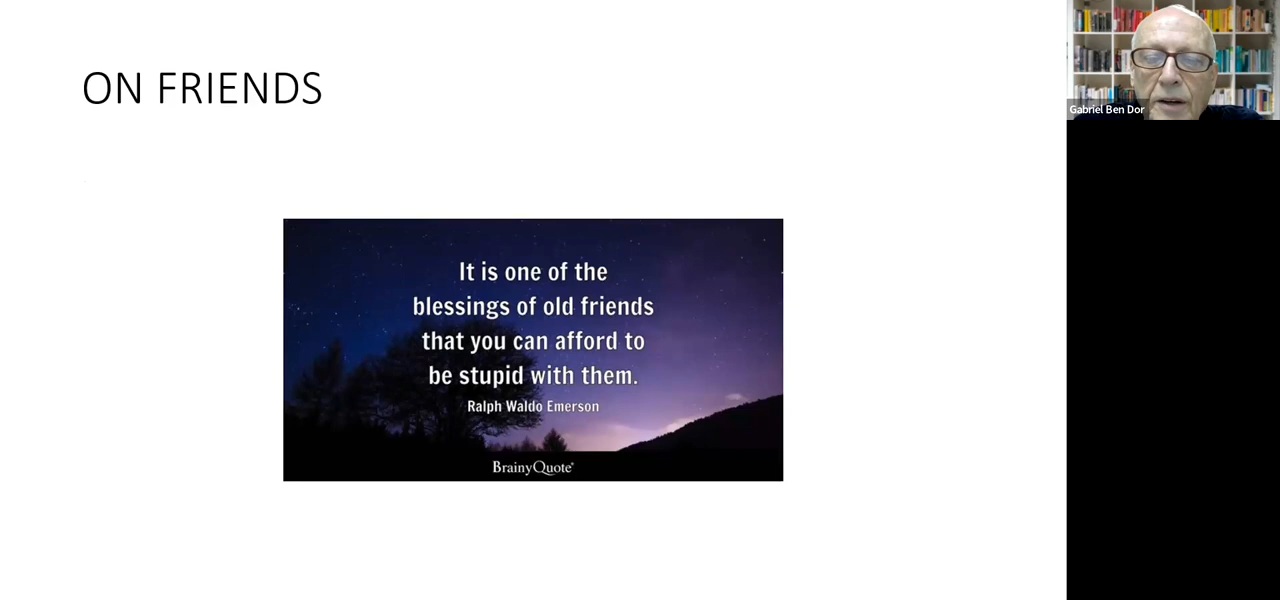 ON FRIENDS
It is one of the
blessings of old friends
that you can afford to
be stupid with them.
Ralph Waldo Emerson
BrainyQuote®
Gabriel Ben Dor